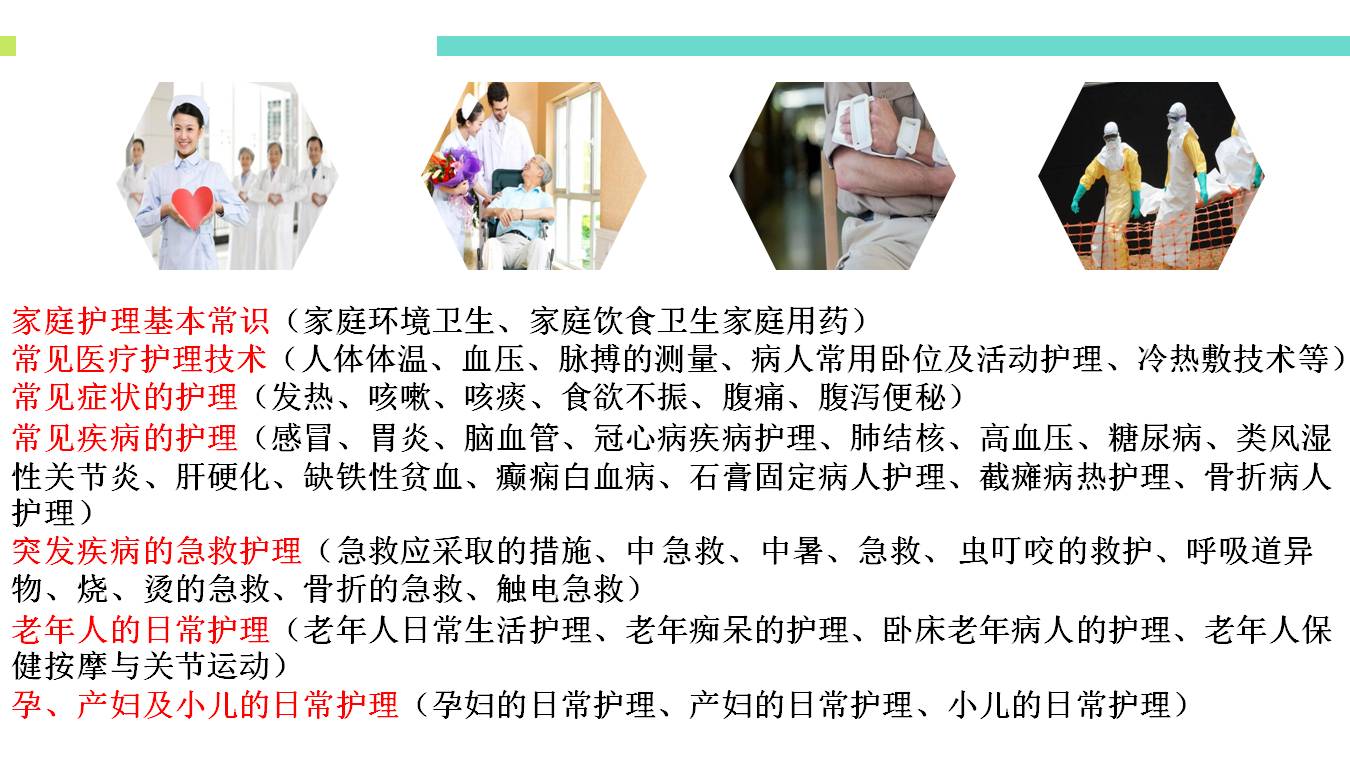 家庭护理基本常识（家庭环境卫生、家庭饮食卫生家庭用药）
常见医疗护理技术（人体体温、血压、脉搏的测量、病人常用卧位及活动护理、冷热敷技术等）
常见症状的护理（发热、咳嗽、咳痰、食欲不振、腹痛、腹泻便秘）
常见疾病的护理（感冒、胃炎、脑血管、冠心病疾病护理、肺结核、高血压、糖尿病、类风湿
性关节炎、肝硬化、缺铁性贫血、癫痫白血病、石膏固定病人护理、截瘫病热护理、骨折病人
护理）
突发疾病的急救护理（急救应采取的措施、中 急救、中暑、急救、 虫叮咬的救护、呼吸道异
物、烧、烫的急救、骨折的急救、触电急救）
老年人的日常护理（老年人日常生活护理、老年痴呆的护理、卧床老年病人的护理、老年人保
健按摩与关节运动）
孕、产妇及小儿的日常护理（孕妇的日常护理、产妇的日常护理、小儿的日常护理）